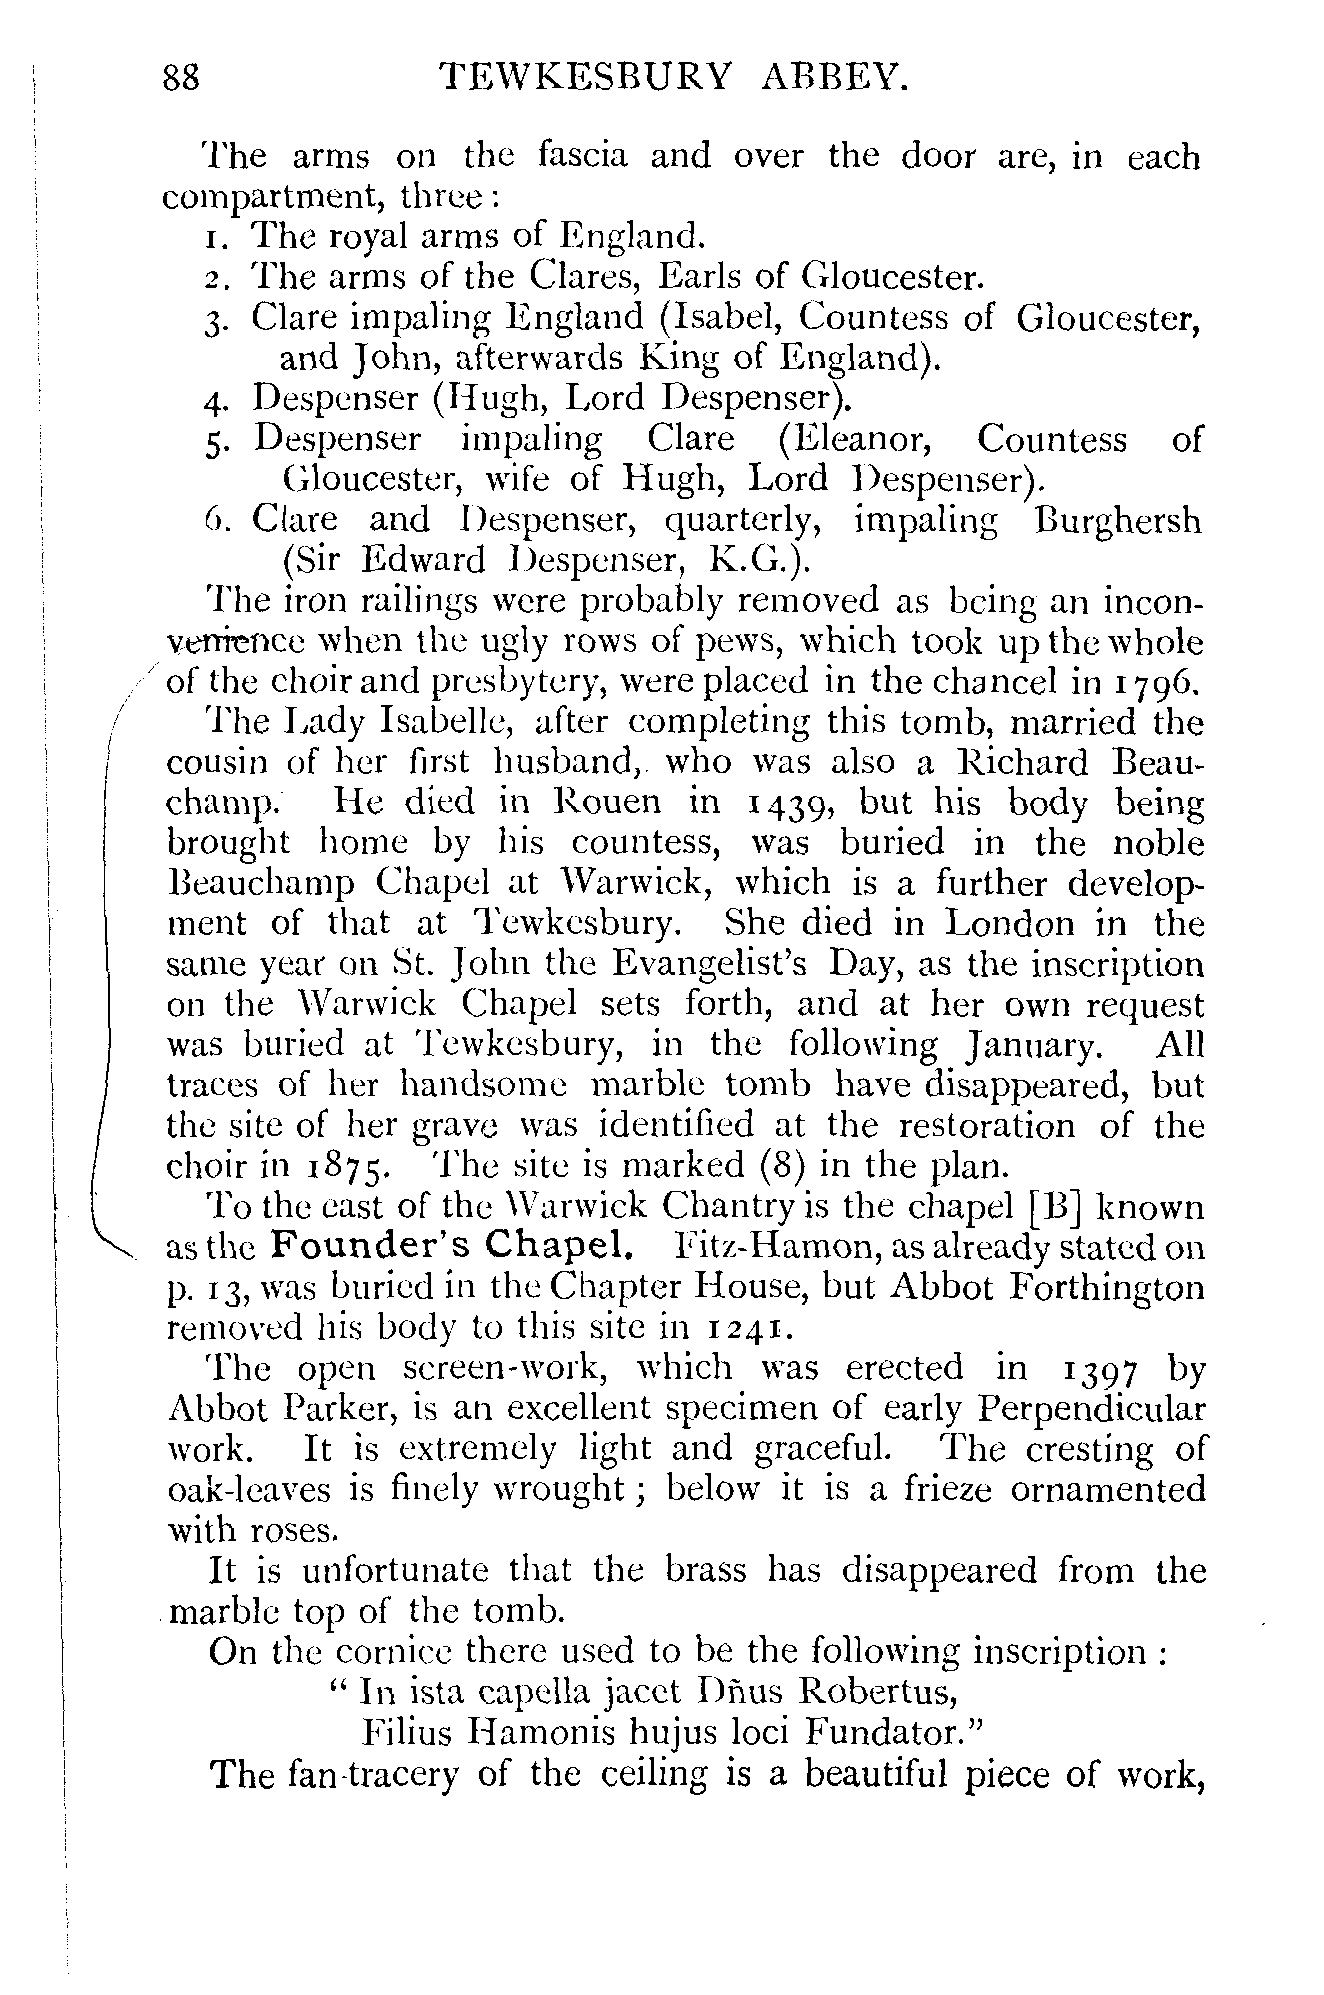 88 TEWKESBURY ABBEY.
The arms on the fascia and over the door are, in each
compartment, three :
1. The royal arms of England.
2. The arms of the Clares, Earls of Gloucester.
3. Clare impaling England (Isabel, Countess of Gloucester,
and John, afterwards King of England).
4. Despenser (Hugh, Lord Despenser).
5. Despenser impaling Clare (Eleanor, Countess of
Gloucester, wife of Hugh, Lord Despenser).
6. Clare and Despenser, quarterly, impaling Burghersh
(Sir Edward Despenser, K.G.).
The iron railings were probably removed as being an incon-
venience when the ugly rows of pews, which took up the whole
of the choir and presbytery, were placed in the chancel in 1796.
The Lady Isabelle, after completing this tomb, married the
cousin of her first husband, who was also a Richard Beau-
champ. He died in Rouen in 1439, but his body being
brought home by his countess, was buried in the noble
Beauchamp Chapel at Warwick, which is a further develop-
ment of that at Tewkesbury. She died in London in the
same year on St. John the Evangelist's Day, as the inscription
on the Warwick Chapel sets forth, and at her own request
was buried at Tewkesbury, in the following January. All
traces of her handsome marble tomb have disappeared, but
the site of her grave was identified at the restoration of the
choir in 1875. The site is marked (8) in the plan.
To the east of the Warwick Chantry is the chapel [B] known
as the Founder's Chapel. Fitz-Hamon, as already stated on
p. 13, was buried in the Chapter House, but Abbot Forthington
removed his body to this site in 1241.
The open screen-work, which was erected in 1397 by
Abbot Parker, is an excellent specimen of early Perpendicular
work. It is extremely light and graceful. The cresting of
oak-leaves is finely wrought ; below it is a frieze ornamented
with roses.
It is unfortunate that the brass has disappeared from the
marble top of the tomb.
On the cornice there used to be the following inscription :
“ In ista capella jacet Dñus Robertus,
Filius Hamonis hujus loci Fundator.”
The fan-tracery of the ceiling is a beautiful piece of work,